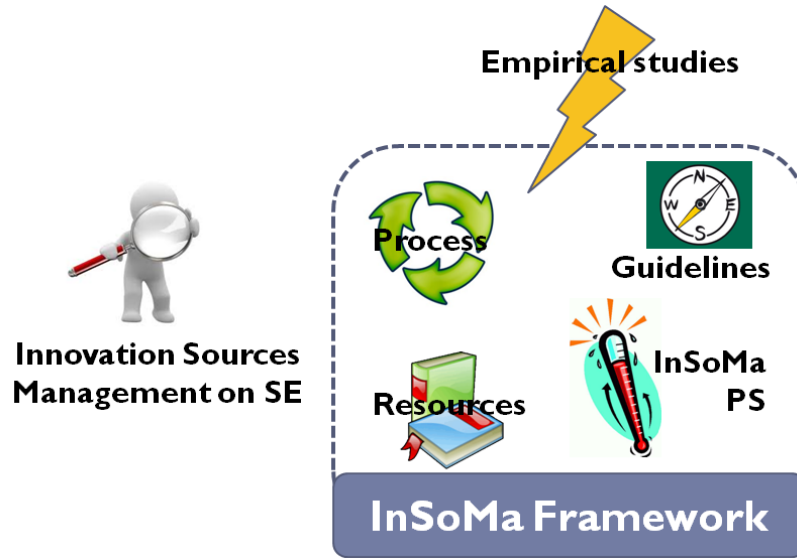 Empirical studies
Process
N
W
E
S
Guidelines
Innovation Sources
Management on SE
Resources
InSoMa
PS
InSoMa Framework